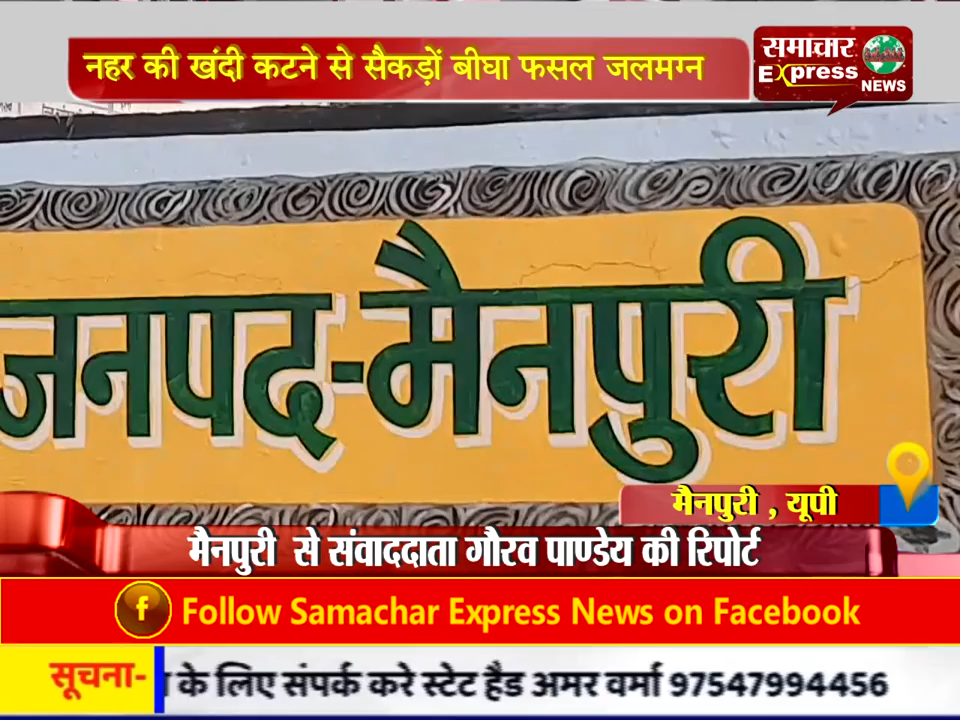 नहर की खंदी कटने से सैकड़ों बीघा फसल जलमग्न
समाचार
Express
NEWS
जनपद-मैनपुरी
मैनपुरी , यूपी
मैनपुरी से संवाददाता गौरव पाण्डेय की रिपोर्ट
f Follow Samachar Express News on Facebook
सूचना- के लिए संपर्क करे स्टेट हैड अमर वर्मा 97547994456